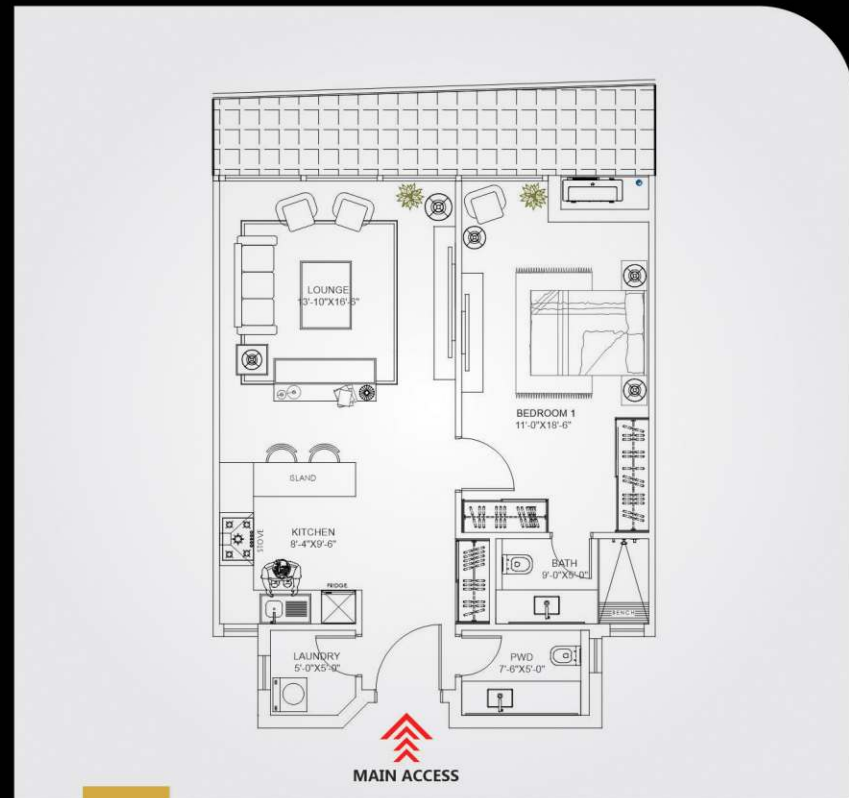 LOUNGE
13'-10"X16'-6"
BEDROOM 1
11'-0"X18'-6"
ISLAND
STOVE
KITCHEN
8'-4"X9'-6"
FRIDGE
BATH
9'-0"X5'-0"
BENCH
LAUNDRY
5'-0"X5'-0"
PWD
7'-6"X5'-0"
MAIN ACCESS